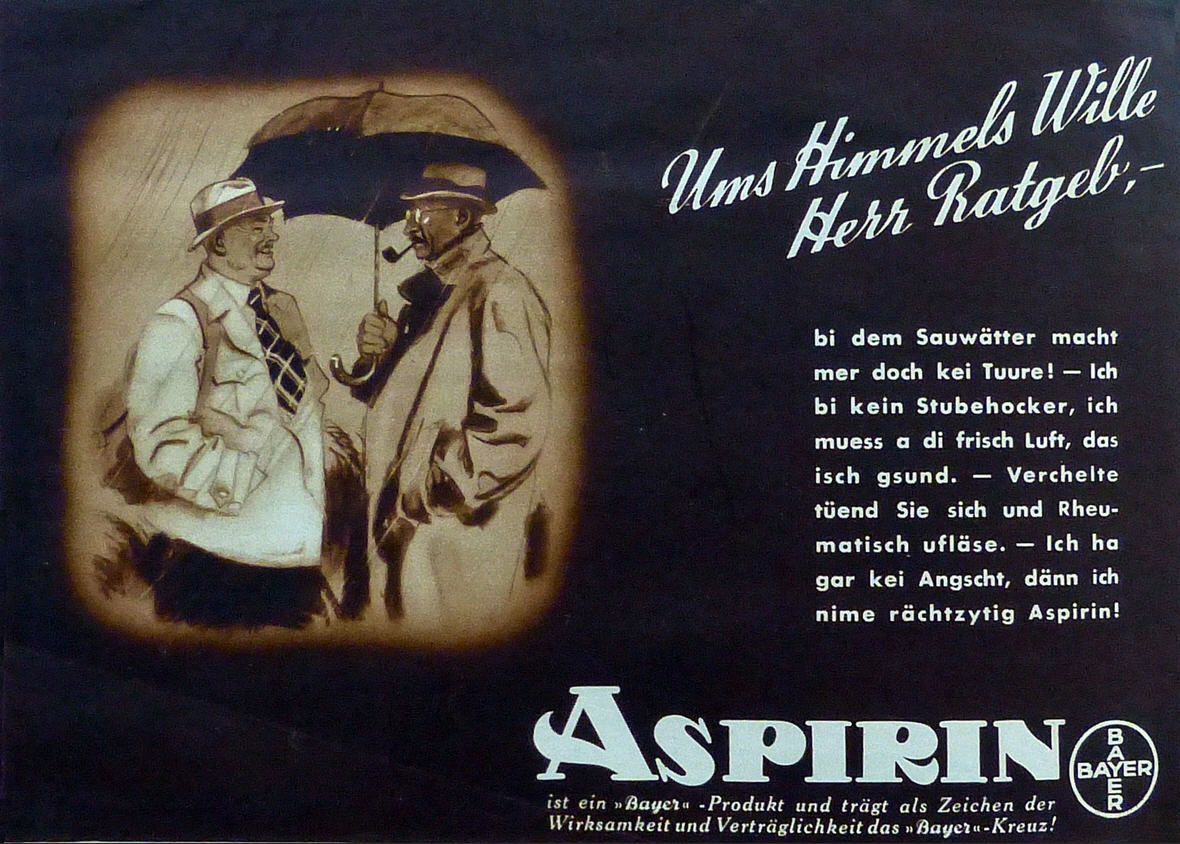 Ums Himmels Wille
Herr Ratgeb,–
bi dem Sauwätter macht
mer doch kei Tuure! — Ich
bi kein Stubehocker, ich
muess a di frisch Luft, das
isch gsund. — Verchelte
tüend Sie sich und Rheu-
matisch ufläse. — Ich ha
gar kei Angscht, dänn ich
nime rächtzytig Aspirin!
ASPIRIN
BAYER
BAYER
ist ein »Bayer« -Produkt und trägt als Zeichen der
Wirksamkeit und Verträglichkeit das »Bayer«-Kreuz!